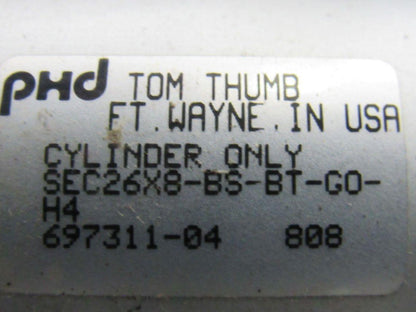 PHD TOM THUMB
FT.WAYNE.IN USA
CYLINDER ONLY
SEC26X8-BS-BT-GO-
H4
697311-04 808